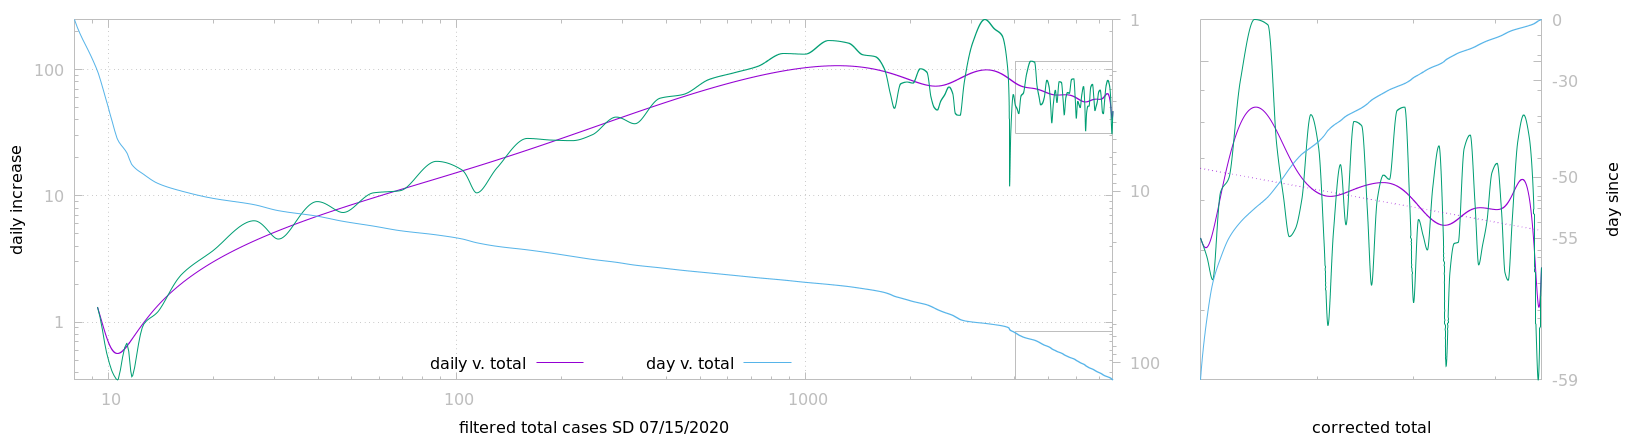 100
10
1
daily increase
10
100
1000
filtered total cases SD 07/15/2020
daily v. total
day v. total
1
10
100
0
-30
-50
-55
-59
day since
corrected total